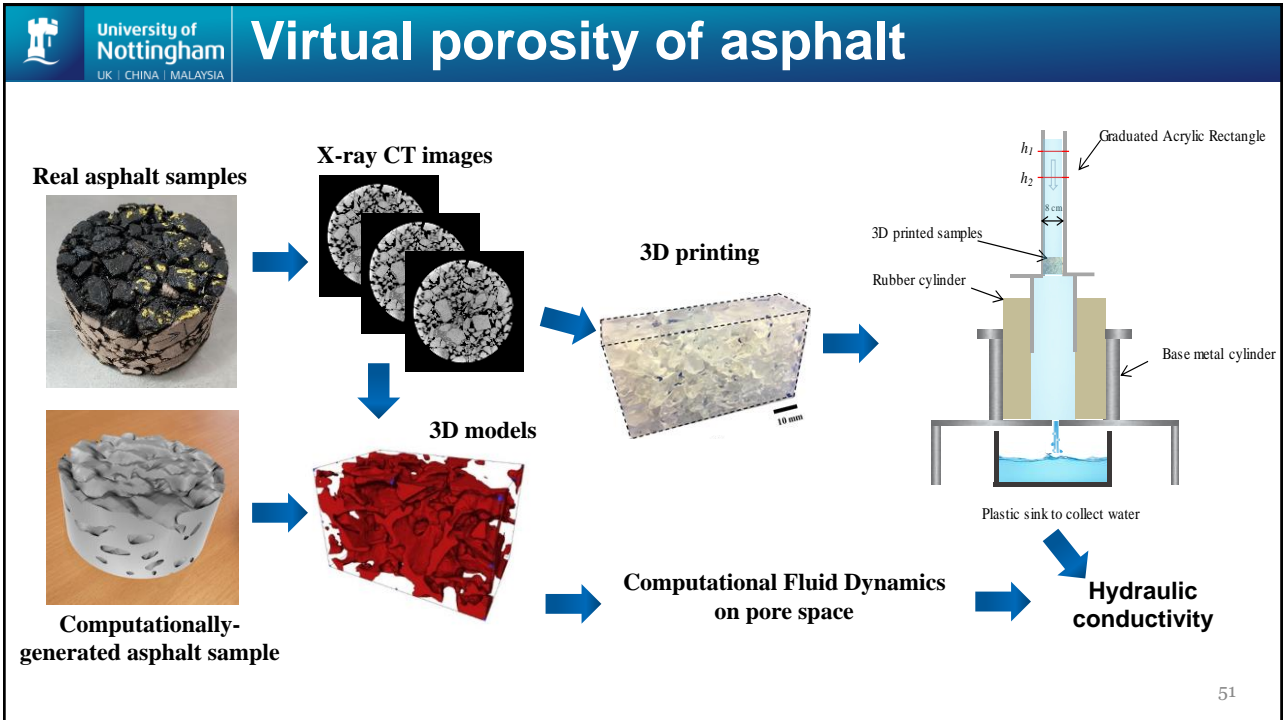 University of
Nottingham
UK | CHINA | MALAYSIA
Virtual porosity of asphalt
Real asphalt samples
X-ray CT images
3D printing
10 mm
h1
h2
8 cm
Graduated Acrylic Rectangle
3D printed samples
Rubber cylinder
Base metal cylinder
Plastic sink to collect water
3D models
Computationally-
generated asphalt sample
Computational Fluid Dynamics
on pore space
Hydraulic
conductivity
51